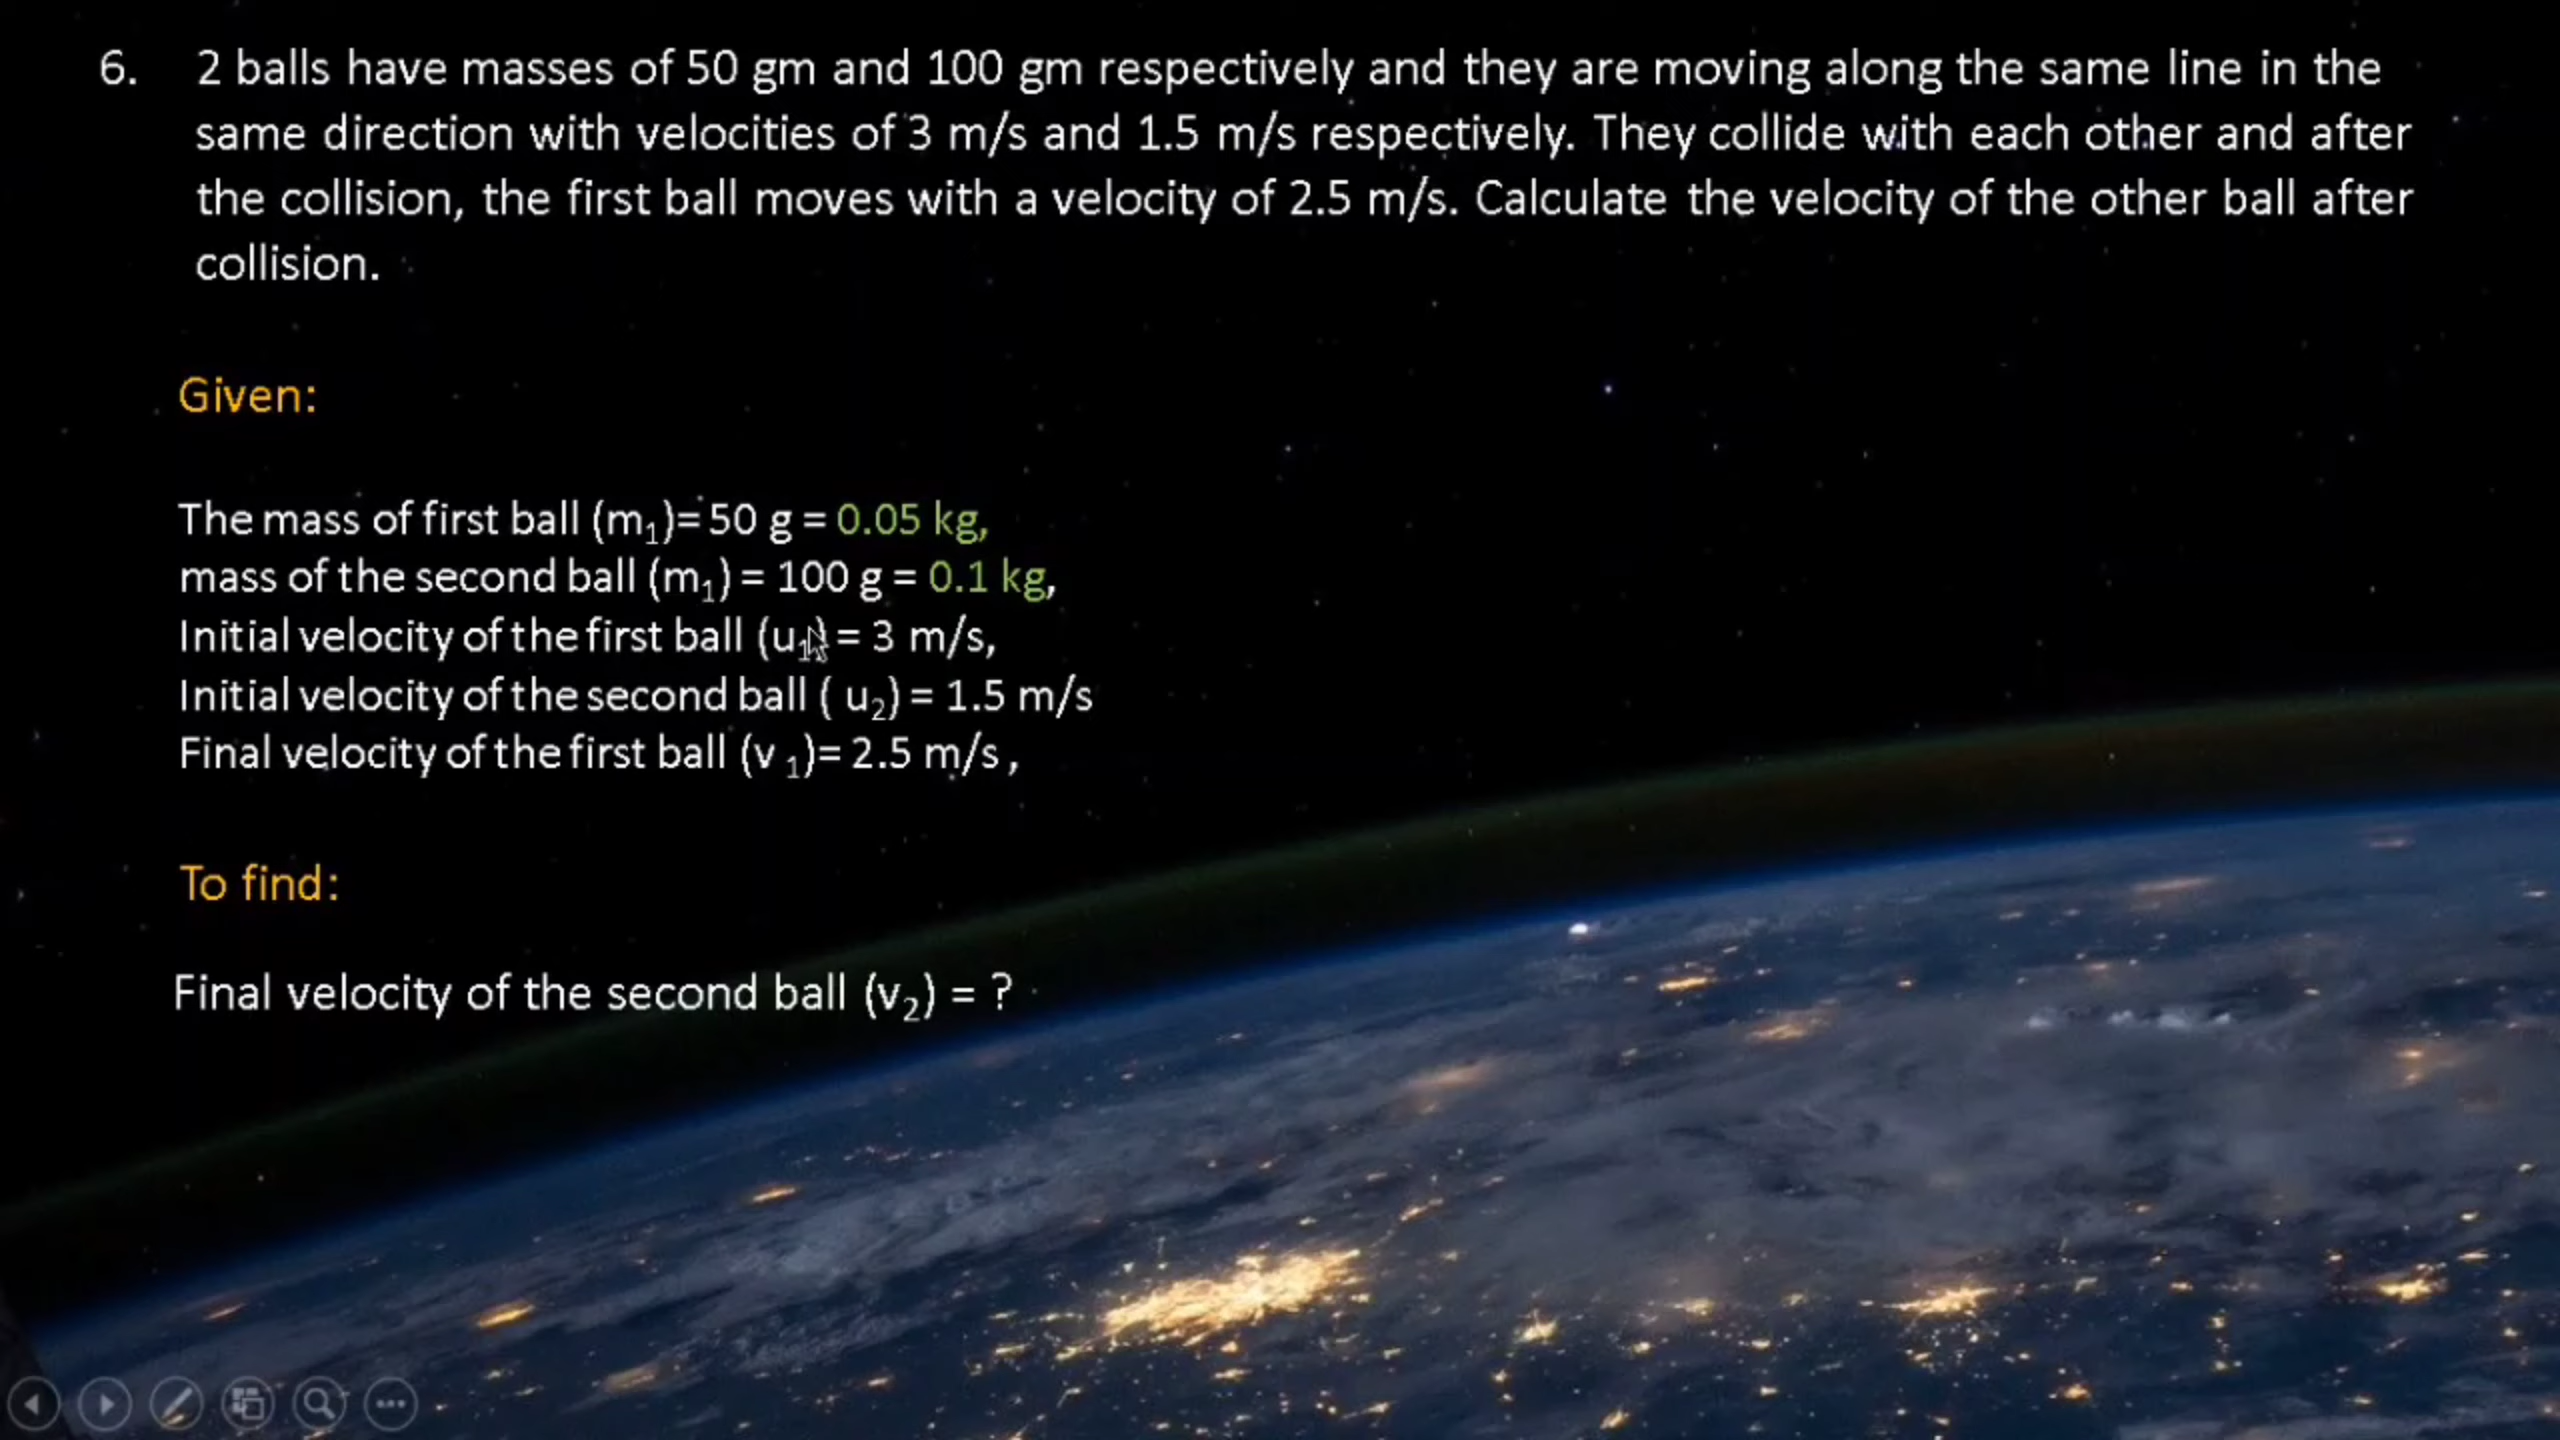 6. 2 balls have masses of 50 gm and 100 gm respectively and they are moving along the same line in the
same direction with velocities of 3 m/s and 1.5 m/s respectively. They collide with each other and after
the collision, the first ball moves with a velocity of 2.5 m/s. Calculate the velocity of the other ball after
collision.
Given:
The mass of first ball (m₁)= 50 g = 0.05 kg,
mass of the second ball (m₁) = 100 g = 0.1 kg,
Initial velocity of the first ball (u₁) = 3 m/s,
Initial velocity of the second ball ( u₂) = 1.5 m/s
Final velocity of the first ball (v ₁)= 2.5 m/s ,
To find:
Final velocity of the second ball (v₂) = ?